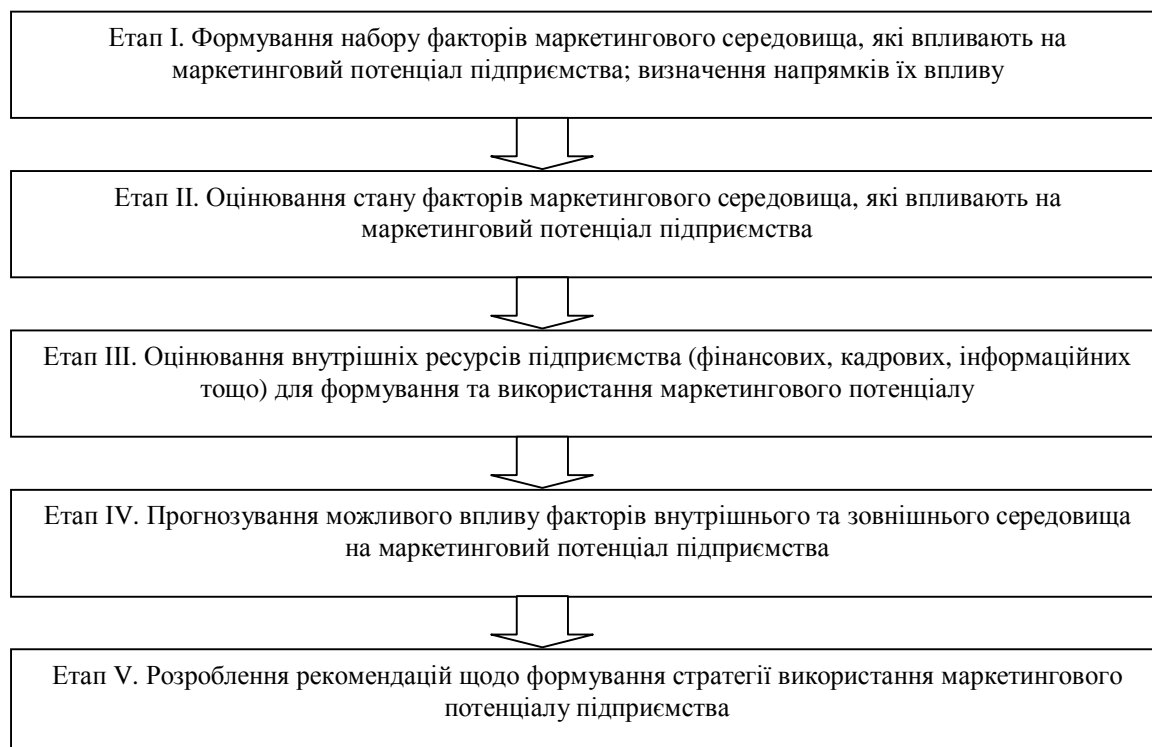 Етап I. Формування набору факторів маркетингового середовища, які впливають на
маркетинговий потенціал підприємства; визначення напрямків їх впливу
Етап II. Оцінювання стану факторів маркетингового середовища, які впливають на
маркетинговий потенціал підприємства
Етап III. Оцінювання внутрішніх ресурсів підприємства (фінансових, кадрових, інформаційних
тощо) для формування та використання маркетингового потенціалу
Етап IV. Прогнозування можливого впливу факторів внутрішнього та зовнішнього середовища
на маркетинговий потенціал підприємства
Етап V. Розроблення рекомендацій щодо формування стратегії використання маркетингового
потенціалу підприємства